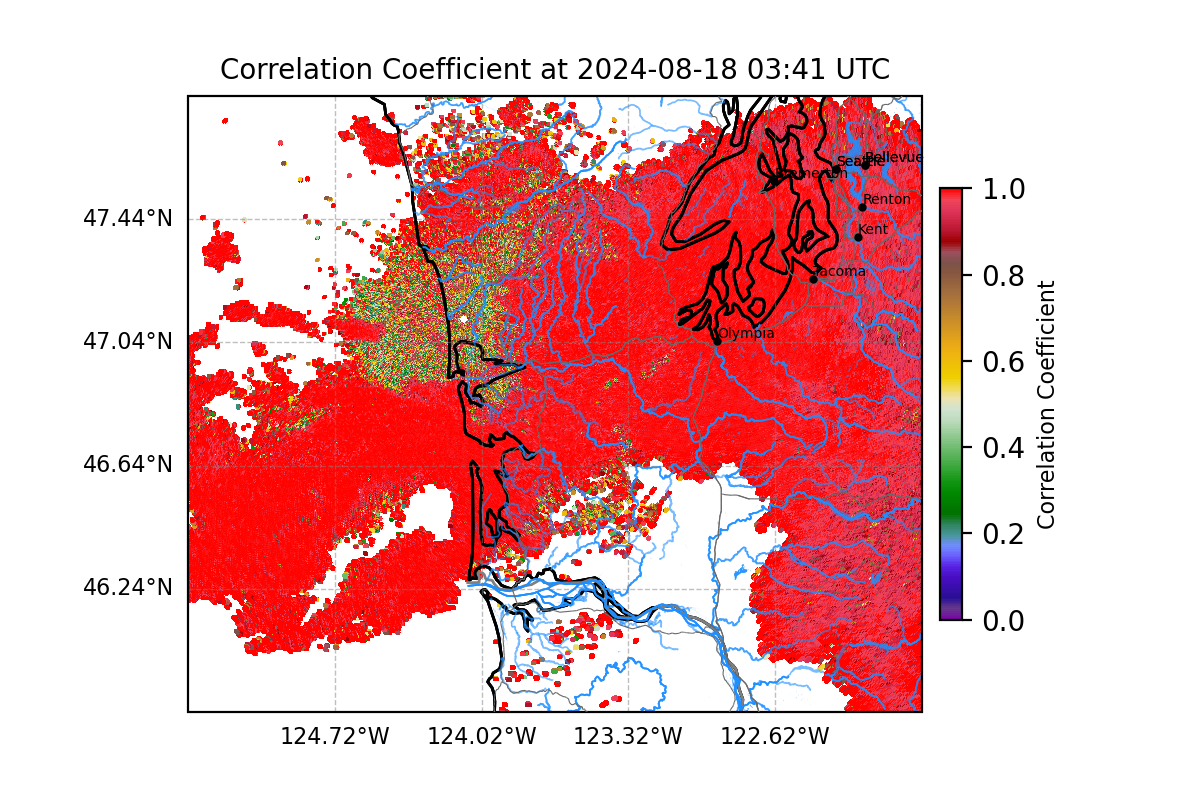 Correlation Coefficient at 2024-08-18 03:41 UTC
Seattle
Bellevue
Bremerton
Renton
Kent
Tacoma
Olympia
47.44°N
47.04°N
46.64°N
46.24°N
124.72°W
124.02°W
123.32°W
122.62°W
1.0
0.8
0.6
0.4
0.2
0.0
Correlation Coefficient